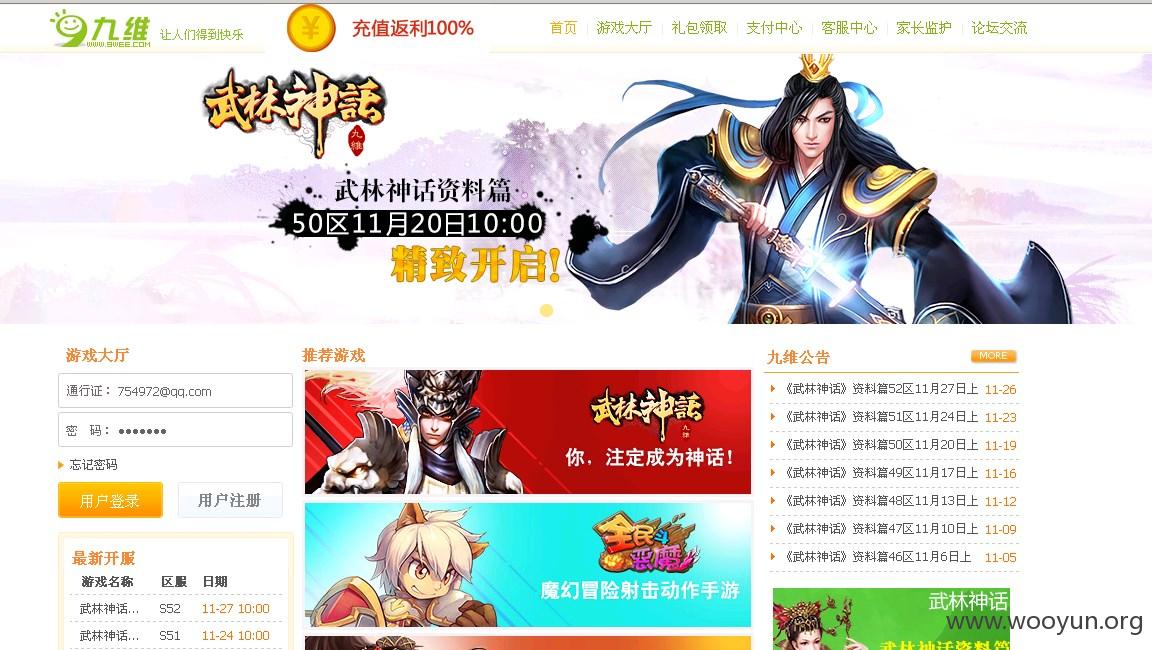 九维
WWW.9WEE.COM
让人们得到快乐
¥
充值返利100%
首页
游戏大厅
礼包领取
支付中心
客服中心
家长监护
论坛交流
武林神話
九维
武林神话资料篇
50区11月20日10:00
精致开启!
游戏大厅
通行证: 754972@qq.com
密 码: ●●●●●●●
忘记密码
用户登录
用户注册
最新开服
游戏名称 区服 日期
武林神话... S52 11-27 10:00
武林神话... S51 11-24 10:00
推荐游戏
武林神話
九维
你,注定成为神话!
全民斗恶魔
魔幻冒险射击动作手游
九维公告
MORE
《武林神话》资料篇52区11月27日上 11-26
《武林神话》资料篇51区11月24日上 11-23
《武林神话》资料篇50区11月20日上 11-19
《武林神话》资料篇49区11月17日上 11-16
《武林神话》资料篇48区11月13日上 11-12
《武林神话》资料篇47区11月10日上 11-09
《武林神话》资料篇46区11月6日上 11-05
武林神话
www.wooyun.org
武林神话资料篇